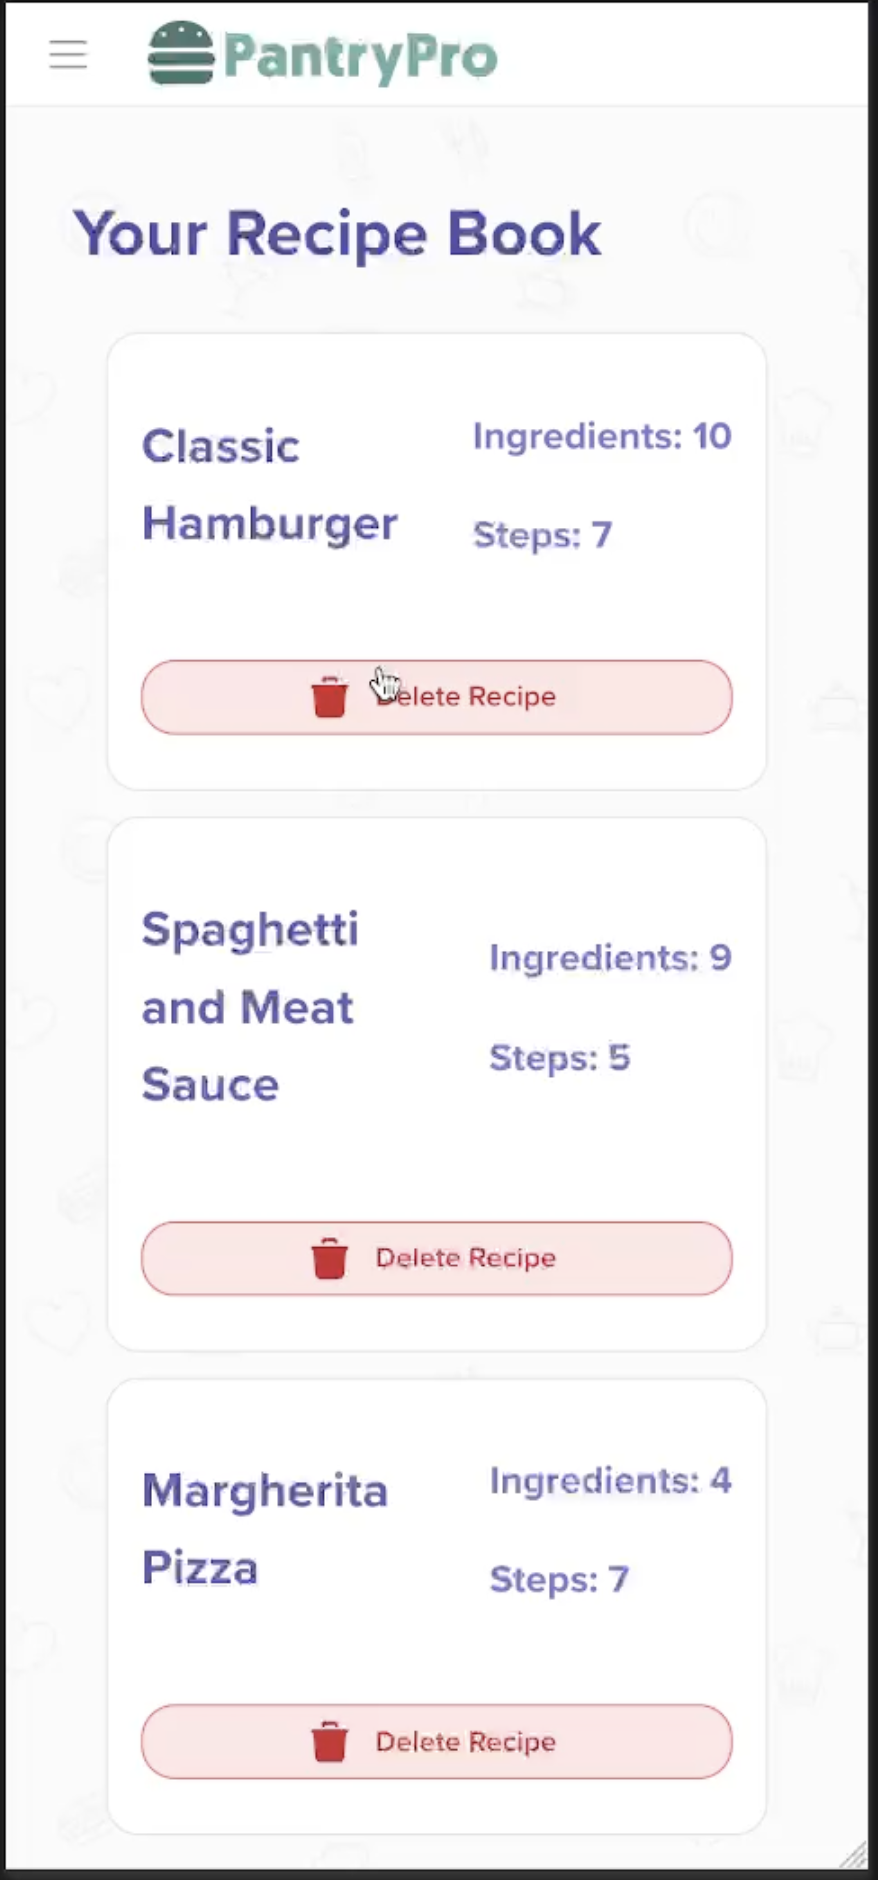 PantryPro
Your Recipe Book
Classic
Hamburger
Ingredients: 10
Steps: 7
Delete Recipe
Spaghetti
and Meat
Sauce
Ingredients: 9
Steps: 5
Delete Recipe
Margherita
Pizza
Ingredients: 4
Steps: 7
Delete Recipe